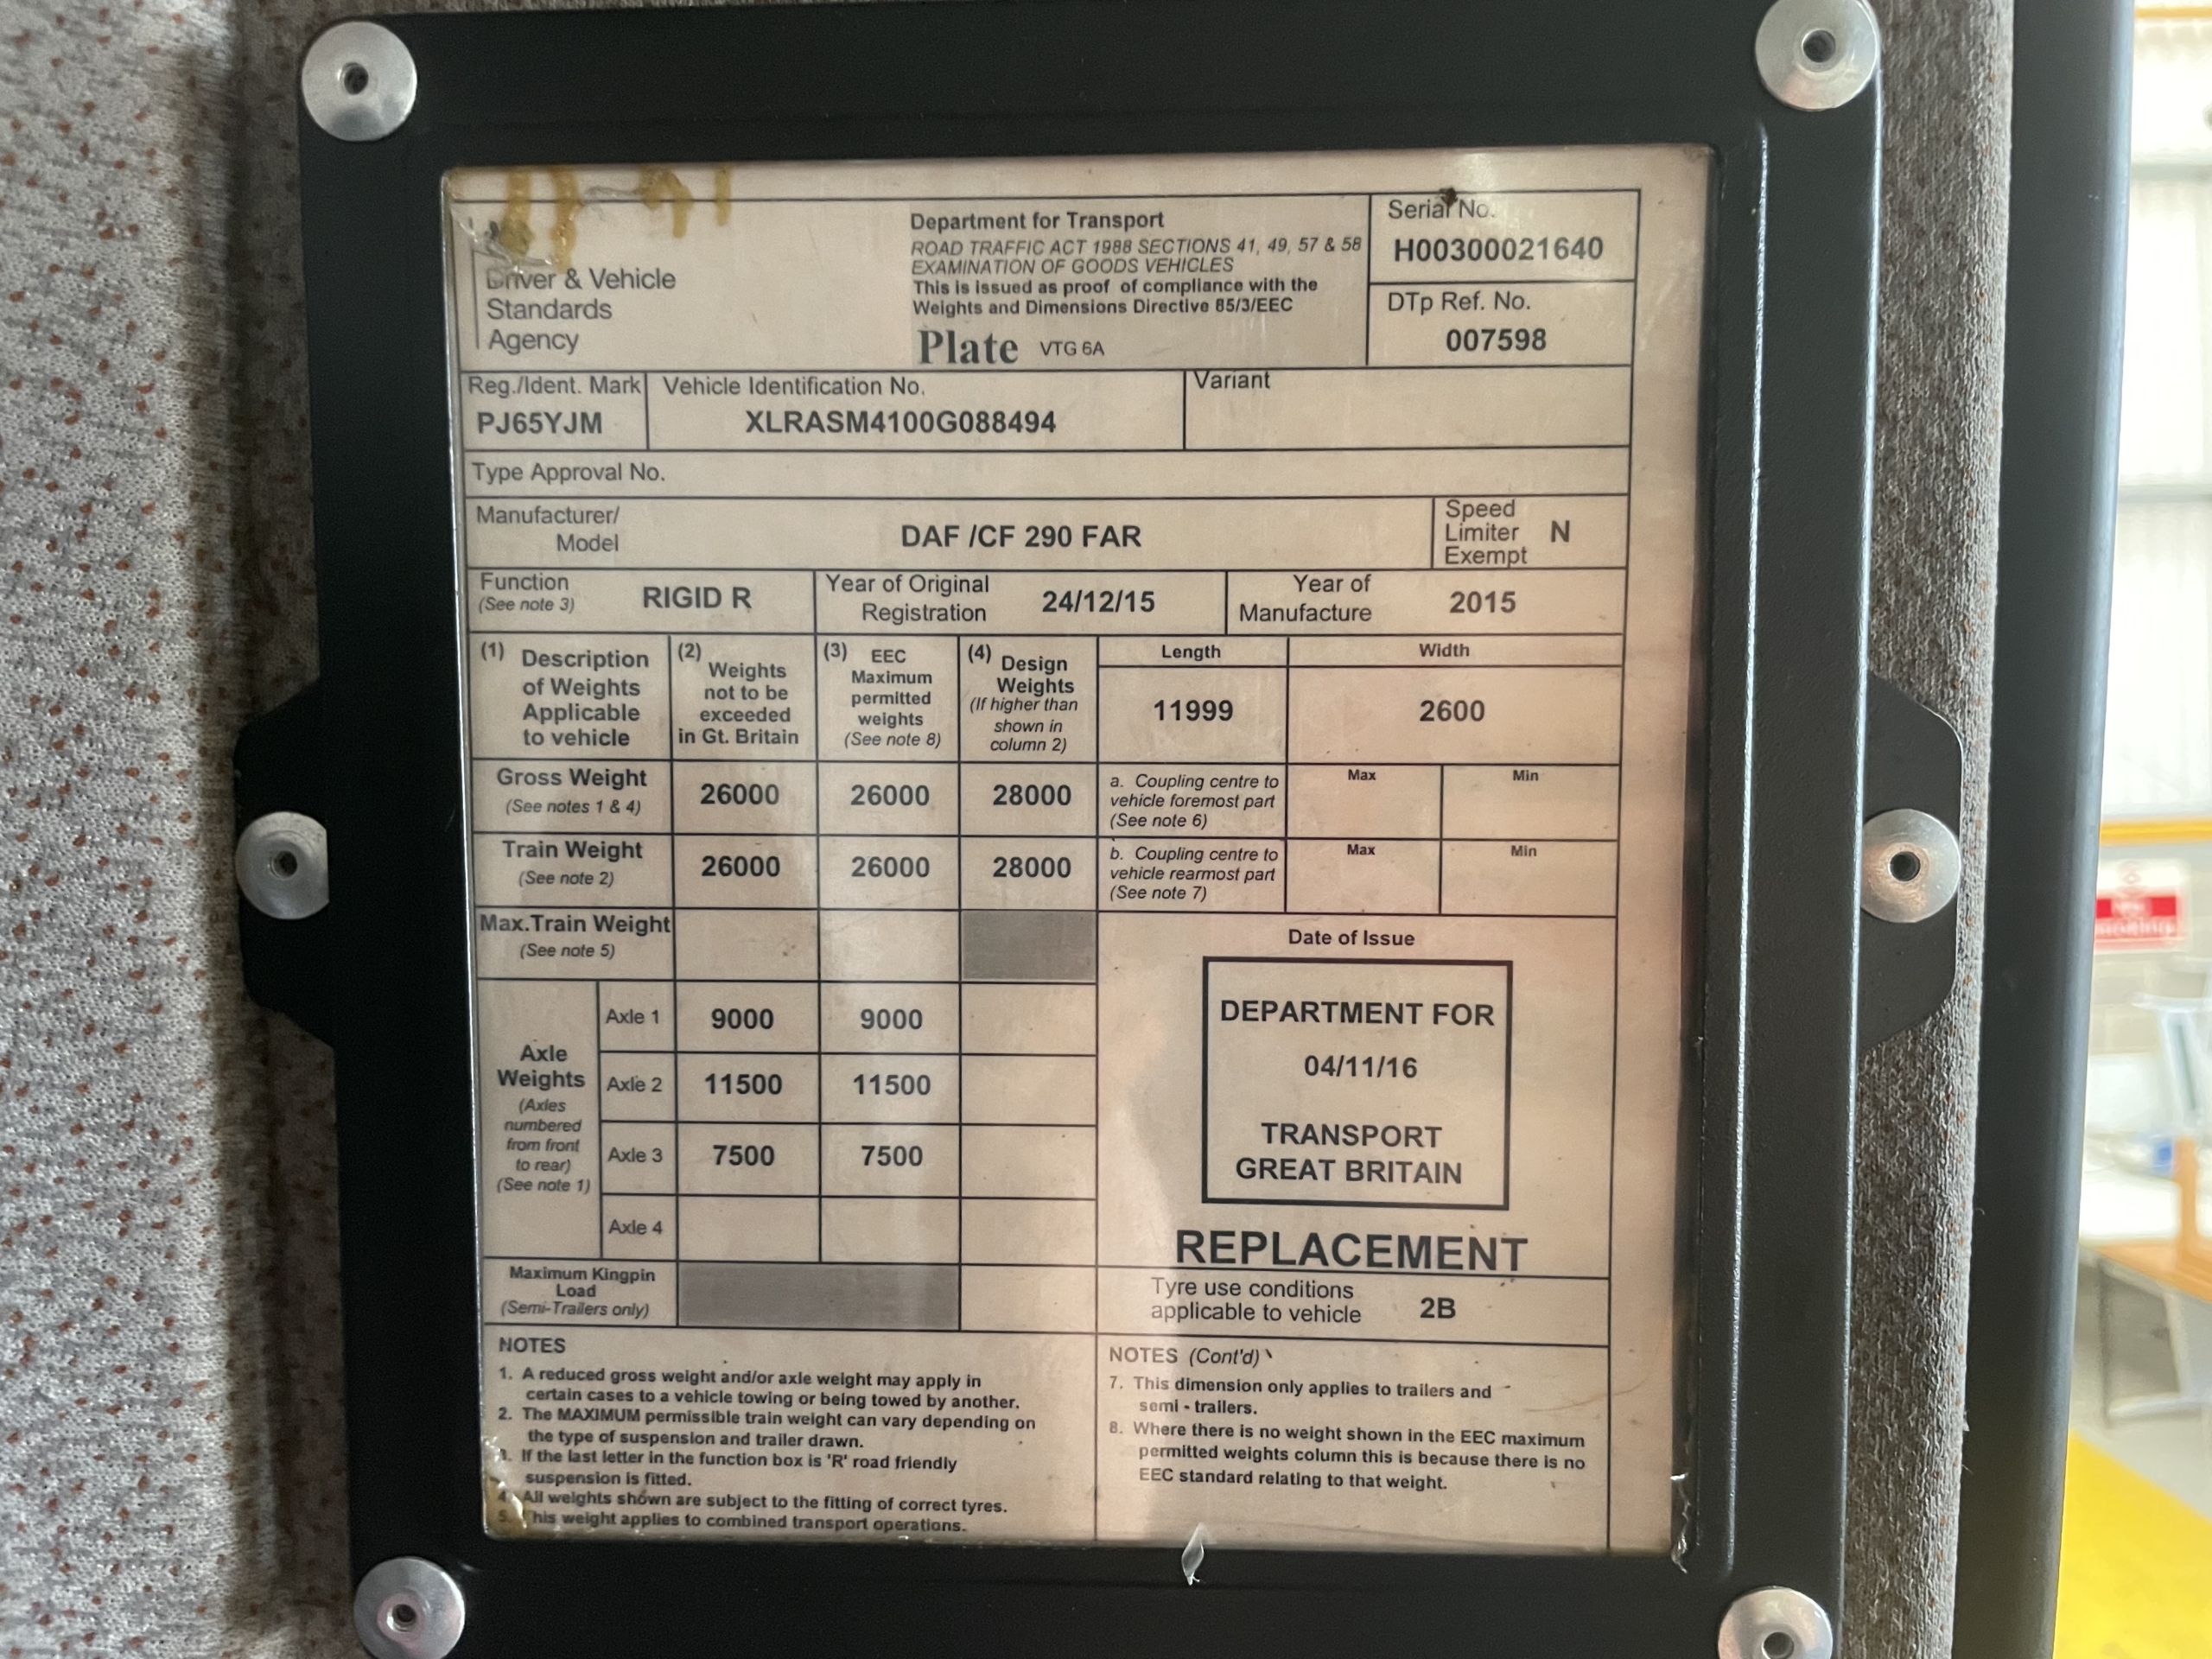 Driver & Vehicle
Standards
Agency
Department for Transport
ROAD TRAFFIC ACT 1988 SECTIONS 41, 49, 57 & 58
EXAMINATION OF GOODS VEHICLES
This is issued as proof of compliance with the
Weights and Dimensions Directive 85/3/EEC
Plate VTG 6A
Serial No.
H00300021640
DTp Ref. No.
007598
Reg./Ident. Mark
PJ65YJM
Vehicle Identification No.
XLRASM4100G088494
Variant
Type Approval No.
Manufacturer/
Model
DAF /CF 290 FAR
Speed
Limiter
Exempt
N
Function
(See note 3)
RIGID R
Year of Original
Registration
24/12/15
Year of
Manufacture
2015
(1) Description
of Weights
Applicable
to vehicle
(2) Weights
not to be
exceeded
in Gt. Britain
(3) EEC
Maximum
permitted
weights
(See note 8)
(4) Design
Weights
(If higher than
shown in
column 2)
Length
11999
Width
2600
Gross Weight
(See notes 1 & 4)
26000 26000 28000
a. Coupling centre to
vehicle foremost part
(See note 6)
Max Min
Train Weight
(See note 2)
26000 26000 28000
b. Coupling centre to
vehicle rearmost part
(See note 7)
Max Min
Max.Train Weight
(See note 5)
Axle
Weights
(Axles
numbered
from front
to rear)
(See note 1)
Axle 1 9000 9000
Axle 2 11500 11500
Axle 3 7500 7500
Axle 4
Date of Issue
DEPARTMENT FOR
04/11/16
TRANSPORT
GREAT BRITAIN
REPLACEMENT
Maximum Kingpin
Load
(Semi-Trailers only)
Tyre use conditions
applicable to vehicle
2B
NOTES
1. A reduced gross weight and/or axle weight may apply in
certain cases to a vehicle towing or being towed by another.
2. The MAXIMUM permissible train weight can vary depending on
the type of suspension and trailer drawn.
3. If the last letter in the function box is 'R' road friendly
suspension is fitted.
4. All weights shown are subject to the fitting of correct tyres.
5. This weight applies to combined transport operations.
NOTES (Cont'd)
7. This dimension only applies to trailers and
semi - trailers.
8. Where there is no weight shown in the EEC maximum
permitted weights column this is because there is no
EEC standard relating to that weight.